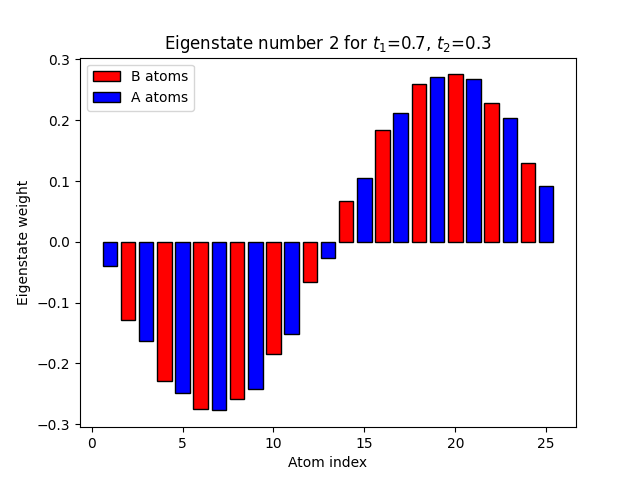 Eigenstate number 2 for t₁=0.7, t₂=0.3
B atoms
A atoms
Eigenstate weight
0.3
0.2
0.1
0.0
−0.1
−0.2
−0.3
0
5
10
15
20
25
Atom index